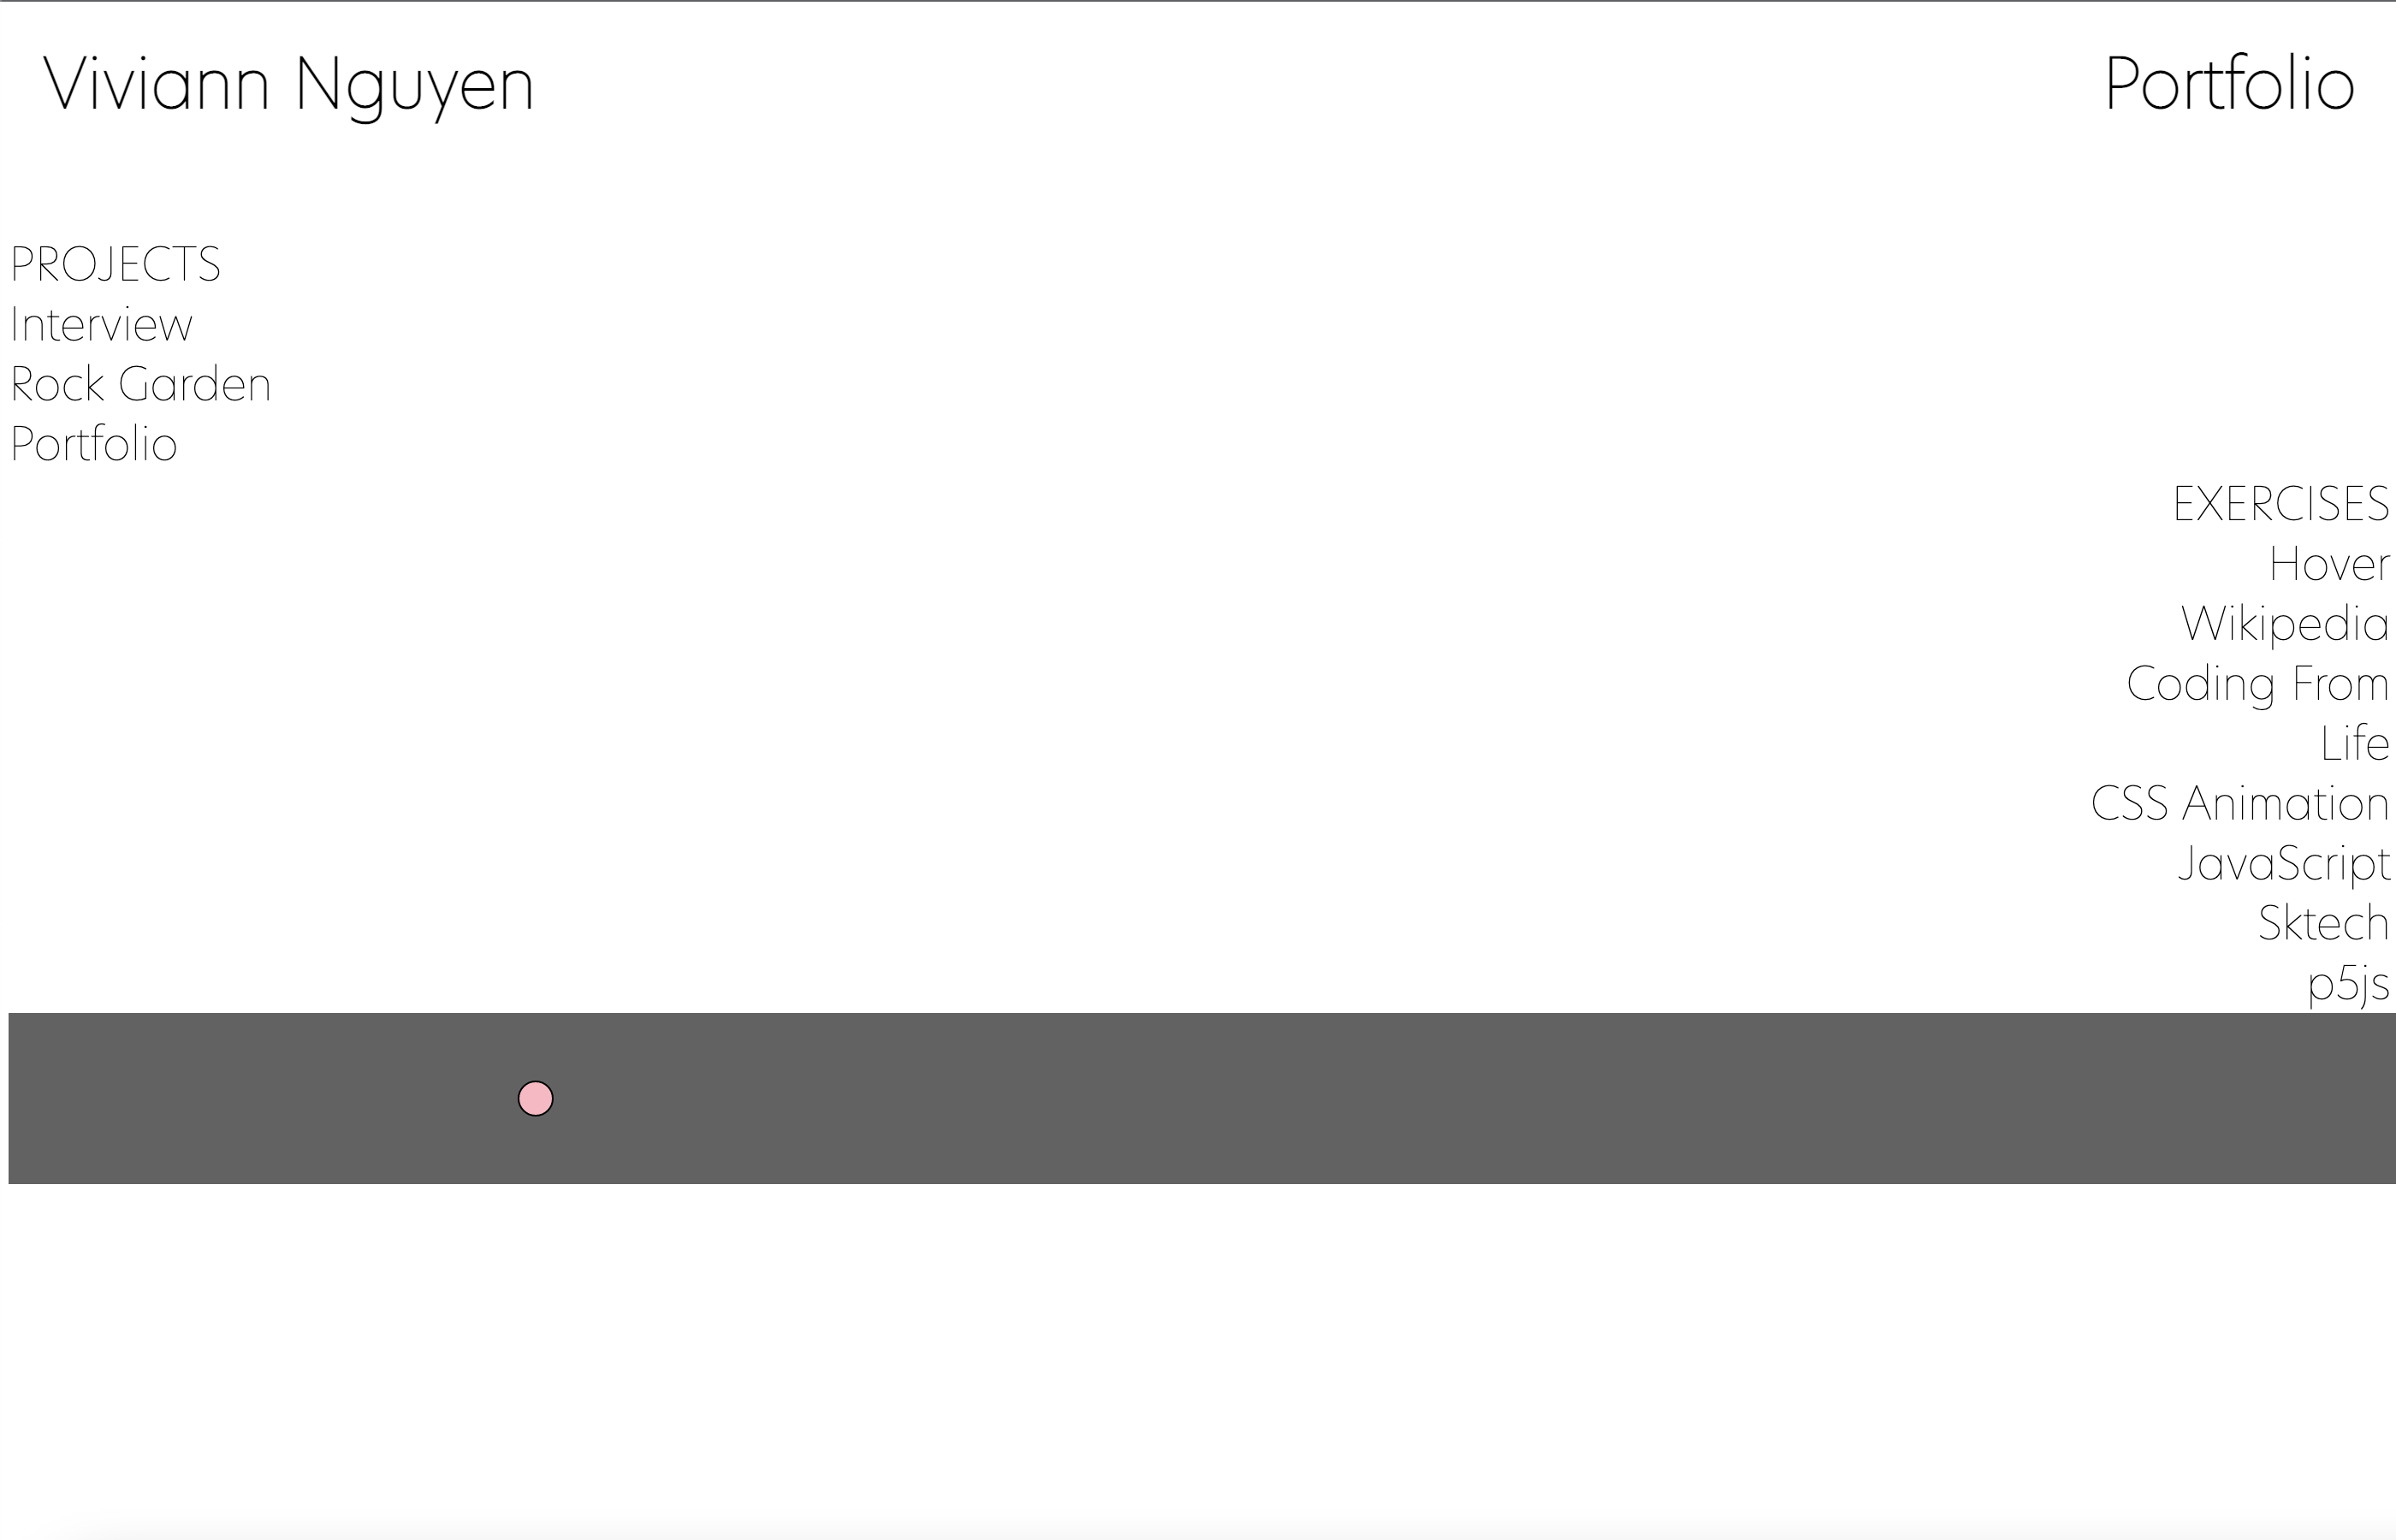 Viviann Nguyen
Portfolio
PROJECTS
Interview
Rock Garden
Portfolio
EXERCISES
Hover
Wikipedia
Coding From
Life
CSS Animation
JavaScript
Sktech
p5js